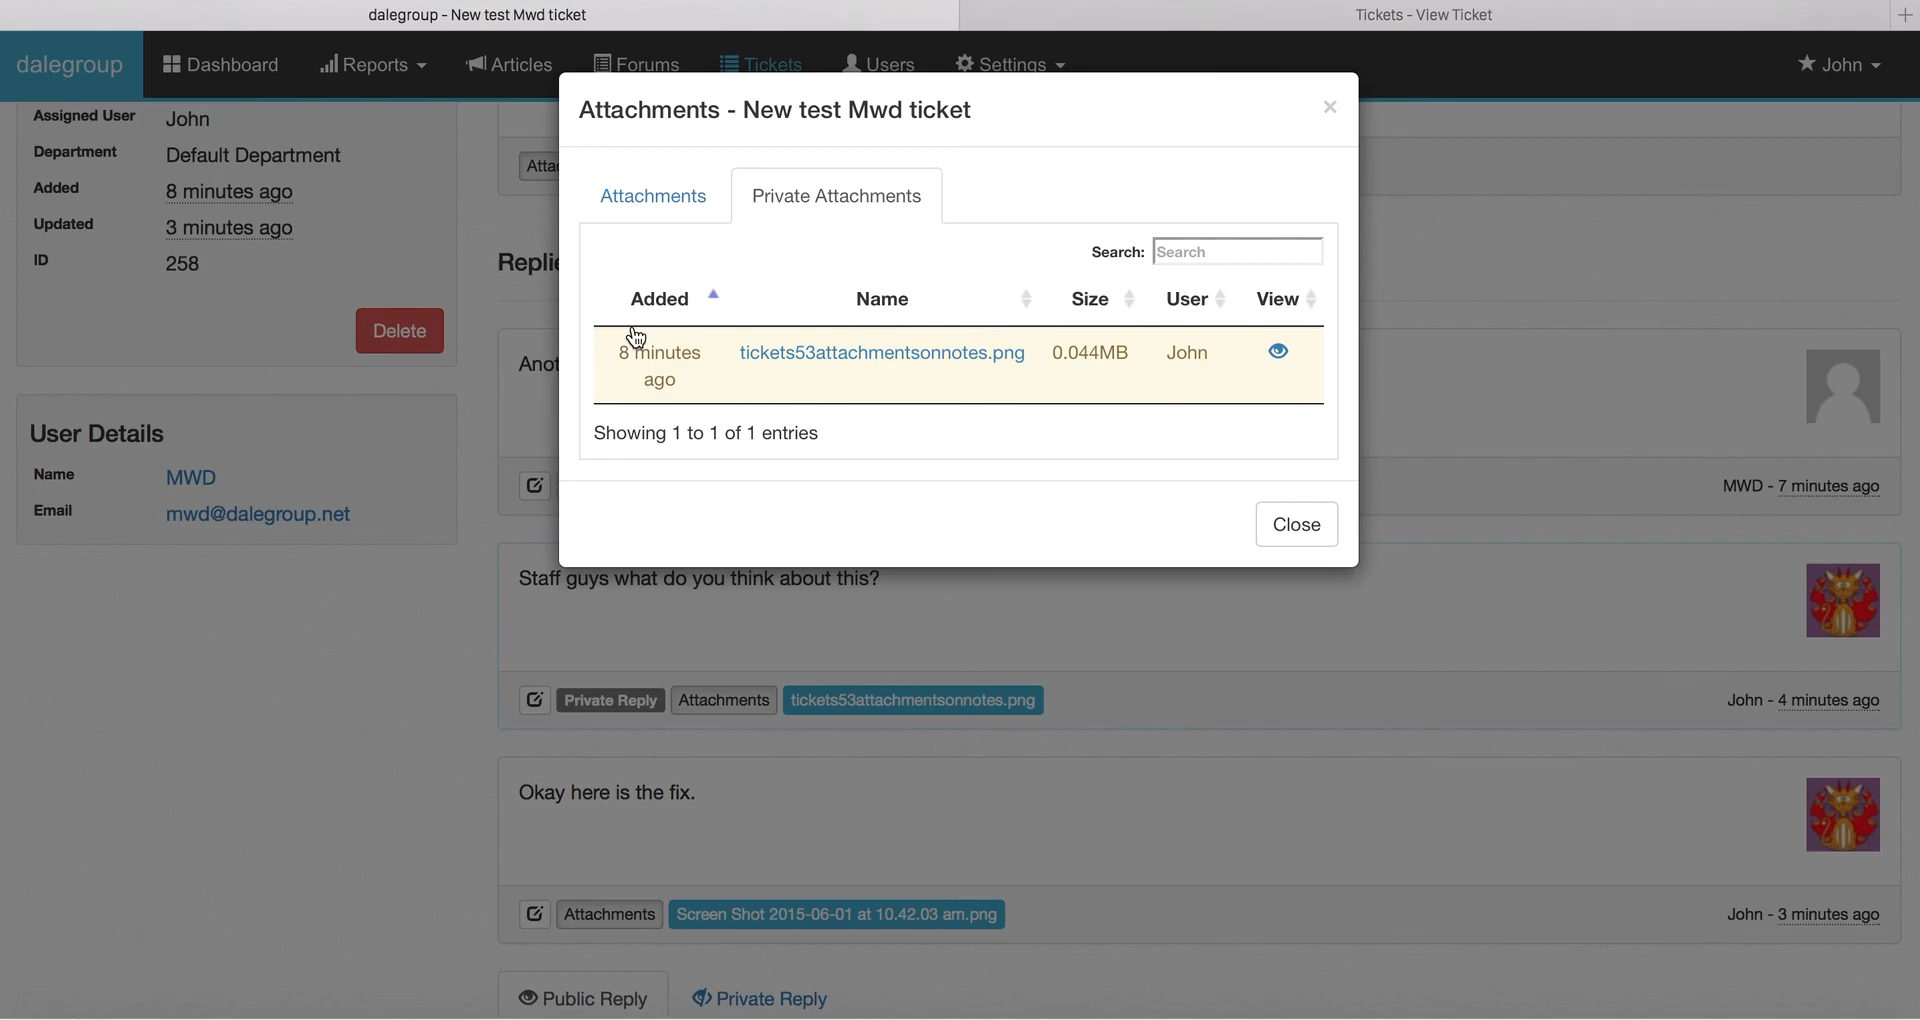 dalegroup - New test Mwd ticket
Tickets - View Ticket
dalegroup
Dashboard
Reports
Articles
Forums
Tickets
Users
Settings
John
Assigned User John
Department Default Department
Added 8 minutes ago
Updated 3 minutes ago
ID 258
Delete
User Details
Name MWD
Email mwd@dalegroup.net
Attachments - New test Mwd ticket
×
Attachments
Private Attachments
Search: Search
Added Name Size User View
8 minutes tickets53attachmentsonnotes.png 0.044MB John
ago
Showing 1 to 1 of 1 entries
Close
Atta
Replie
Anot
MWD - 7 minutes ago
Staff guys what do you think about this?
Private Reply Attachments tickets53attachmentsonnotes.png
John - 4 minutes ago
Okay here is the fix.
Attachments Screen Shot 2015-06-01 at 10.42.03 am.png
John - 3 minutes ago
Public Reply
Private Reply